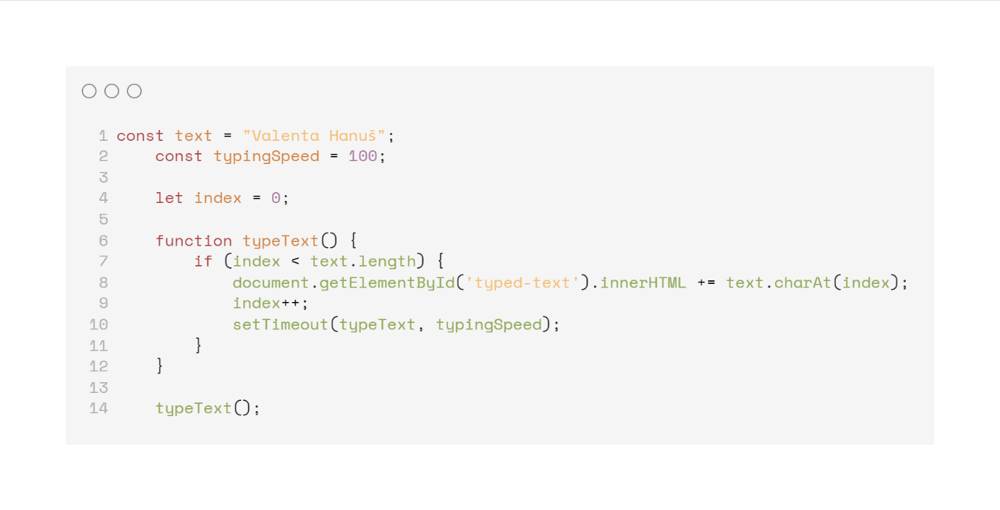 1 const text = "Valenta Hanuš";
2     const typingSpeed = 100;
3
4     let index = 0;
5
6     function typeText() {
7         if (index < text.length) {
8             document.getElementById('typed-text').innerHTML += text.charAt(index);
9             index++;
10             setTimeout(typeText, typingSpeed);
11         }
12     }
13
14     typeText();